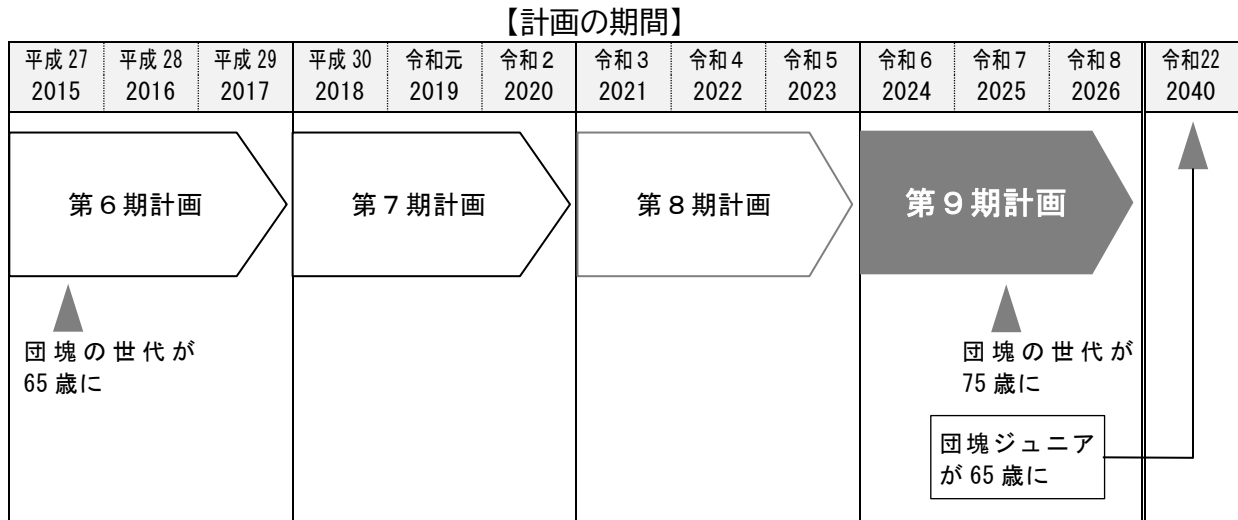 【計画の期間】
平成27 平成28 平成29 平成30 令和元 令和2 令和3 令和4 令和5 令和6 令和7 令和8 令和22
2015 2016 2017 2018 2019 2020 2021 2022 2023 2024 2025 2026 2040
第6期計画 第7期計画 第8期計画 第9期計画
団塊の世代が
65歳に
団塊の世代が
75歳に
団塊ジュニア
が65歳に